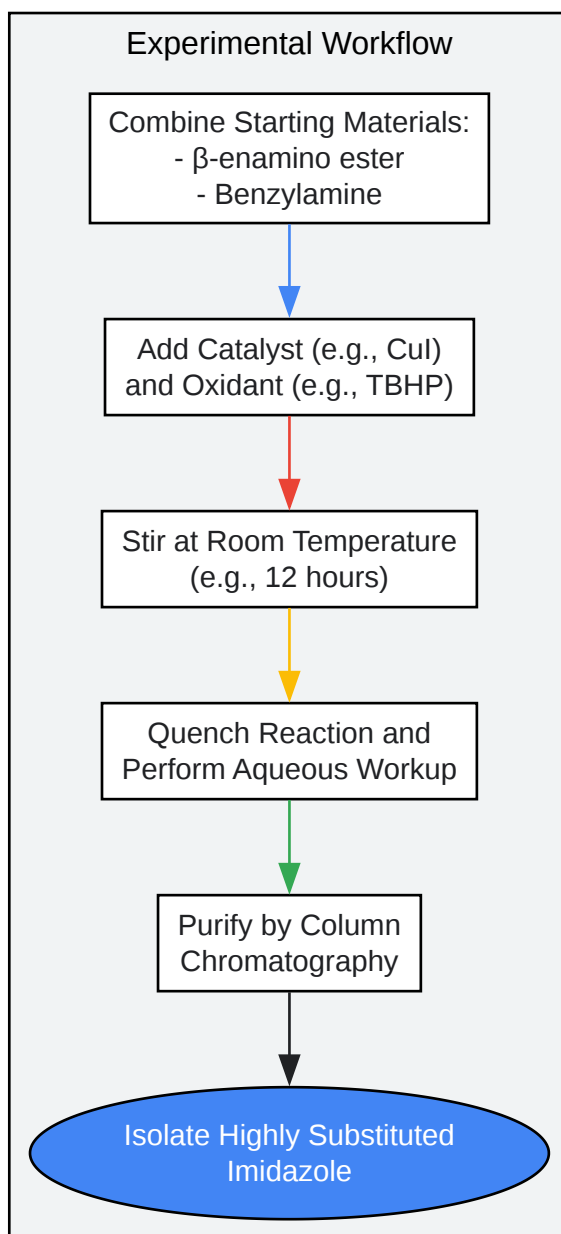 Experimental Workflow
Combine Starting Materials:
- β-enamino ester
- Benzylamine
Add Catalyst (e.g., CuI)
and Oxidant (e.g., TBHP)
Stir at Room Temperature
(e.g., 12 hours)
Quench Reaction and
Perform Aqueous Workup
Purify by Column
Chromatography
Isolate Highly Substituted
Imidazole